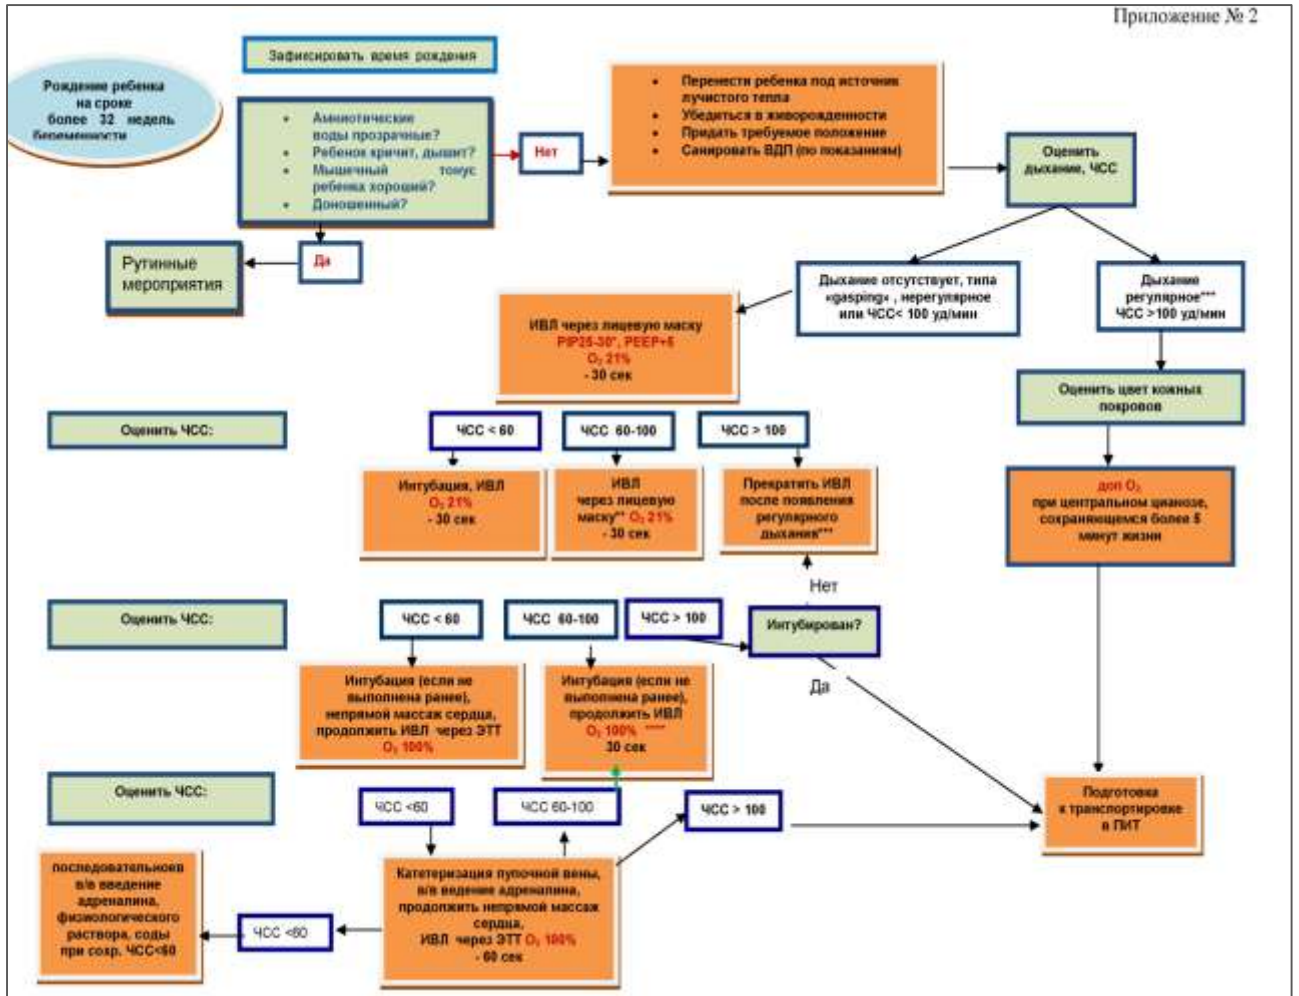 Приложение № 2
Зафиксировать время рождения
Рождение ребенка
на сроке
более 32 недель
беременности
Амниотические
воды прозрачные?
Ребенок кричит, дышит?
Мышечный тонус
ребенка хороший?
Доношенный?
Нет
Перенести ребенка под источник
лучистого тепла
Убедиться в живорожденности
Придать требуемое положение
Санировать ВДП (по показаниям)
Оценить
дыхание, ЧСС
Да
Рутинные
мероприятия
Дыхание отсутствует, типа
«gasping« , нерегулярное
или ЧСС< 100 уд/мин
Дыхание
регулярное***
ЧСС >100 уд/мин
ИВЛ через лицевую маску
PIP25-30*, PEEP+5
O₂ 21%
- 30 сек
Оценить цвет кожных
покровов
Оценить ЧСС:
ЧСС < 60
ЧСС 60-100
ЧСС > 100
Интубация, ИВЛ
O₂ 21%
- 30 сек
ИВЛ
через лицевую
маску** O₂ 21%
- 30 сек
Прекратить ИВЛ
после появления
регулярного
дыхания***
доп O₂
при центральном цианозе,
сохраняющемся более 5
минут жизни
Нет
Оценить ЧСС:
ЧСС < 60
ЧСС 60-100
ЧСС > 100
Интубирован?
Да
Интубация (если не
выполнена ранее),
непрямой массаж сердца,
продолжить ИВЛ через ЭТТ
O₂ 100%
Интубация (если не
выполнена ранее),
продолжить ИВЛ
O₂ 100% ****
30 сек
Оценить ЧСС:
ЧСС <60
ЧСС 60-100
ЧСС > 100
Подготовка
к транспортировке
в ПИТ
последовательноев
в/в введение
адреналина,
физиологического
раствора, соды
при сохр. ЧСС<60
ЧСС <60
Катетеризация пупочной вены,
в/в ведение адреналина,
продолжить непрямой массаж
сердца,
ИВЛ через ЭТТ O₂ 100%
- 60 сек